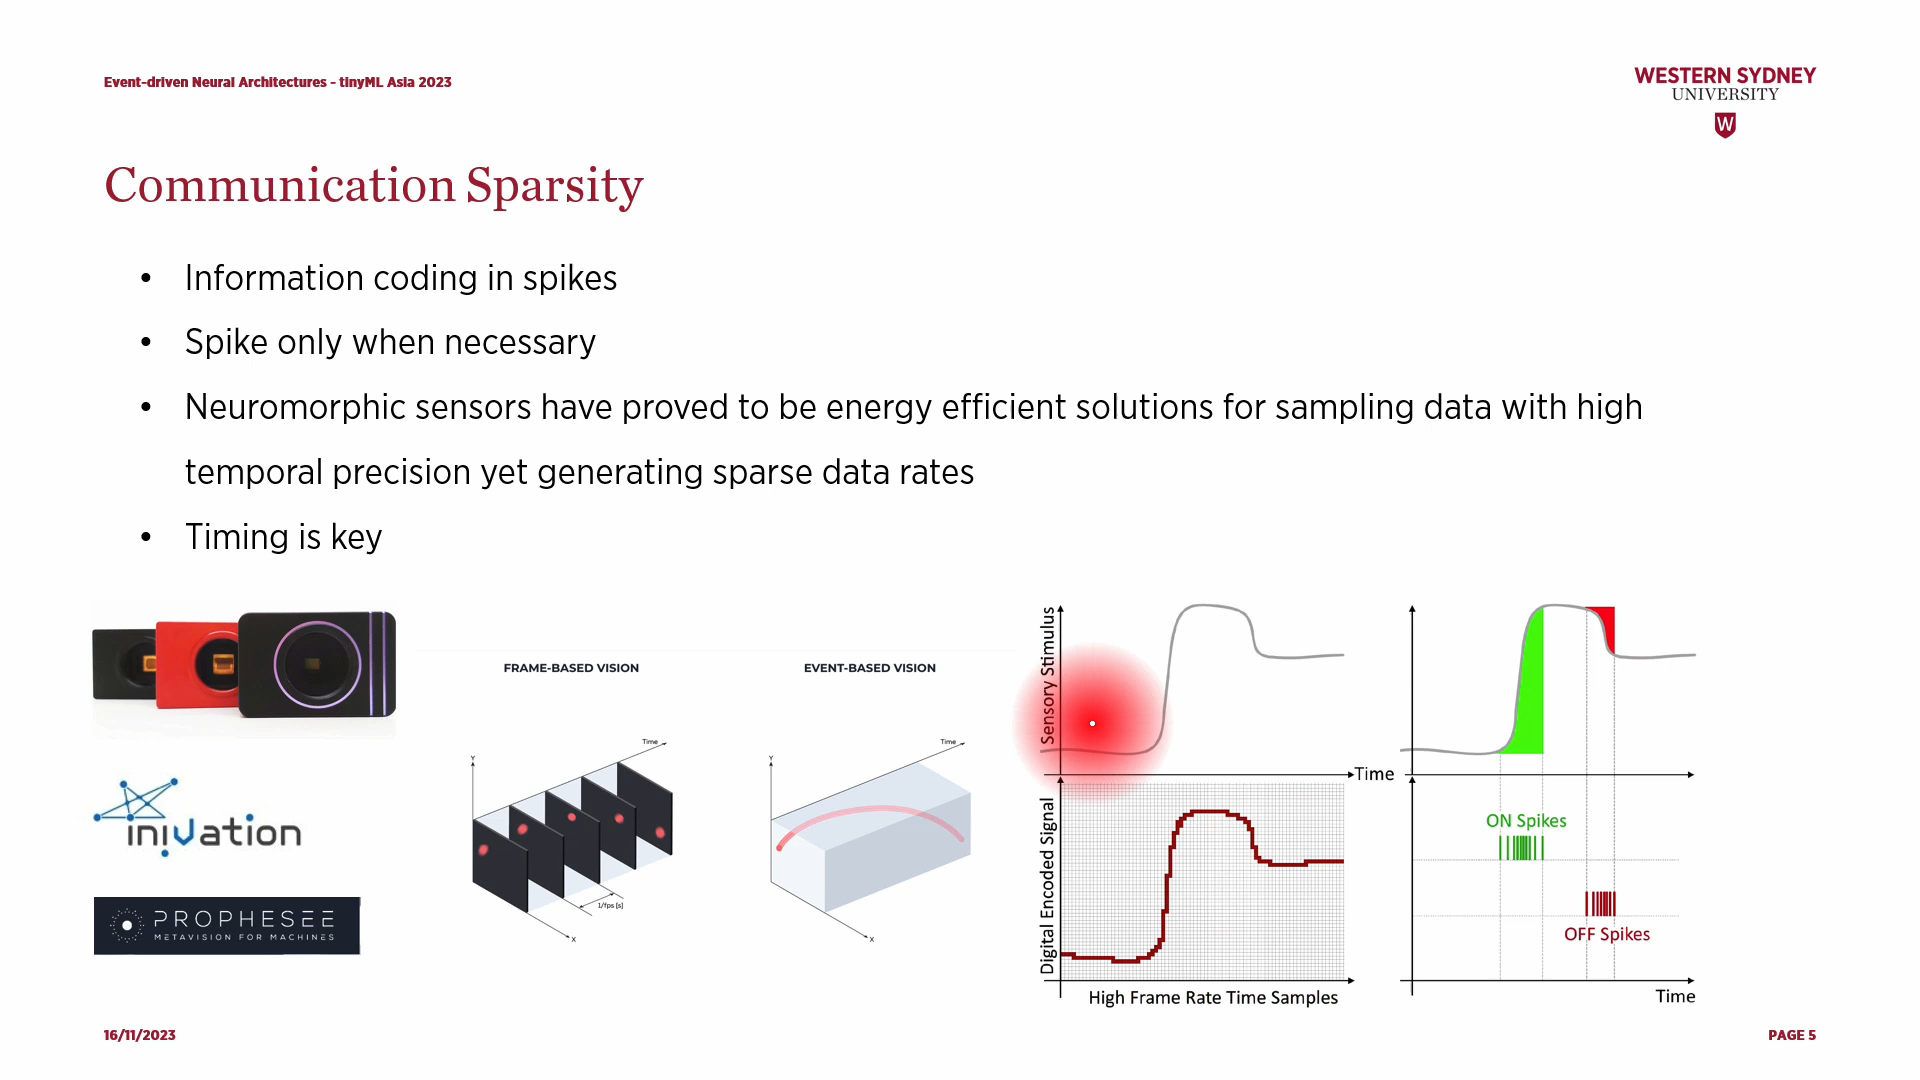 Event-driven Neural Architectures - tinyML Asia 2023
WESTERN SYDNEY
UNIVERSITY
W
Communication Sparsity
• Information coding in spikes
• Spike only when necessary
• Neuromorphic sensors have proved to be energy efficient solutions for sampling data with high
temporal precision yet generating sparse data rates
• Timing is key
iniVation
PROPHESEE
METAVISION FOR MACHINES
FRAME-BASED VISION
Y
Time
1/fps [s]
X
EVENT-BASED VISION
Y
Time
X
Sensory Stimulus
Time
Digital Encoded Signal
High Frame Rate Time Samples
ON Spikes
OFF Spikes
Time
16/11/2023
PAGE 5